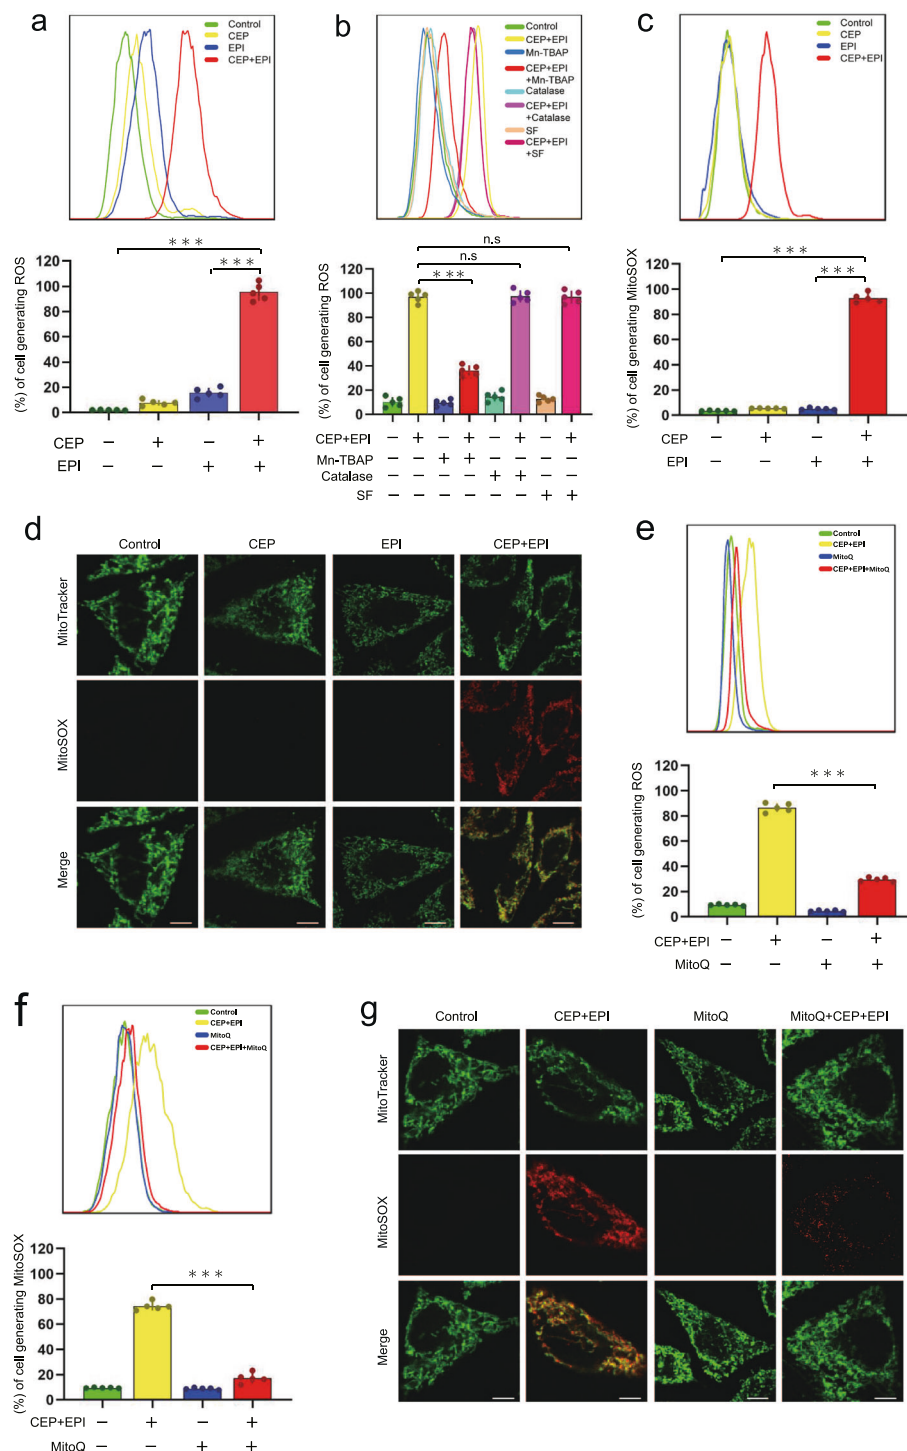 a
Control
CEP
EPI
CEP+EPI
(%) of cell generating ROS
120
100
80
60
40
20
0
＊＊＊
＊＊＊
CEP − + − +
EPI − − + +
b
Control
CEP+EPI
Mn-TBAP
CEP+EPI
+Mn-TBAP
Catalase
CEP+EPI
+Catalase
SF
CEP+EPI
+SF
(%) of cell generating ROS
120
100
80
60
40
20
0
n.s
n.s
＊＊＊
CEP+EPI − + − + − + − +
Mn-TBAP − − + + − − − −
Catalase − − − − + + − −
SF − − − − − − + +
c
Control
CEP
EPI
CEP+EPI
(%) of cell generating MitoSOX
120
100
80
60
40
20
0
＊＊＊
＊＊＊
CEP − + − +
EPI − − + +
d
Control CEP EPI CEP+EPI
MitoTracker
MitoSOX
Merge
e
Control
CEP+EPI
MitoQ
CEP+EPI+MitoQ
(%) of cell generating ROS
120
100
80
60
40
20
0
＊＊＊
CEP+EPI − + − +
MitoQ − − + +
f
Control
CEP+EPI
MitoQ
CEP+EPI+MitoQ
(%) of cell generating MitoSOX
120
100
80
60
40
20
0
＊＊＊
CEP+EPI − + − +
MitoQ − − + +
g
Control CEP+EPI MitoQ MitoQ+CEP+EPI
MitoTracker
MitoSOX
Merge